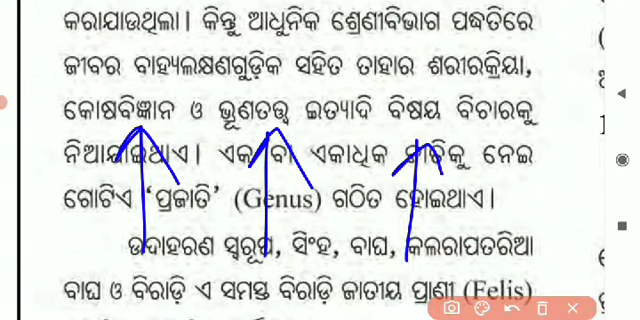 କରାଯାଉଥିଲା। କିନ୍ତୁ ଆଧୁନିକ ଶ୍ରେଣୀବିଭାଗ ପଦ୍ଧତିରେ
ଜୀବର ବାହ୍ୟଲକ୍ଷଣଗୁଡ଼ିକ ସହିତ ତାହାର ଶରୀରକ୍ରିୟା,
କୋଷବିଜ୍ଞାନ ଓ ଭ୍ରୂଣତତ୍ତ୍ୱ ଇତ୍ୟାଦି ବିଷୟ ବିଚାରକୁ
ନିଆଯାଇଥାଏ। ଏକ ବା ଏକାଧିକ ଜାତିକୁ ନେଇ
ଗୋଟିଏ ‘ପ୍ରଜାତି’ (Genus) ଗଠିତ ହୋଇଥାଏ।
ଉଦାହରଣ ସ୍ୱରୂପ, ସିଂହ, ବାଘ, କଲରାପତରିଆ
ବାଘ ଓ ବିରାଡ଼ି ଏ ସମସ୍ତ ବିରାଡ଼ି ଜାତୀୟ ପ୍ରାଣୀ (Felis)